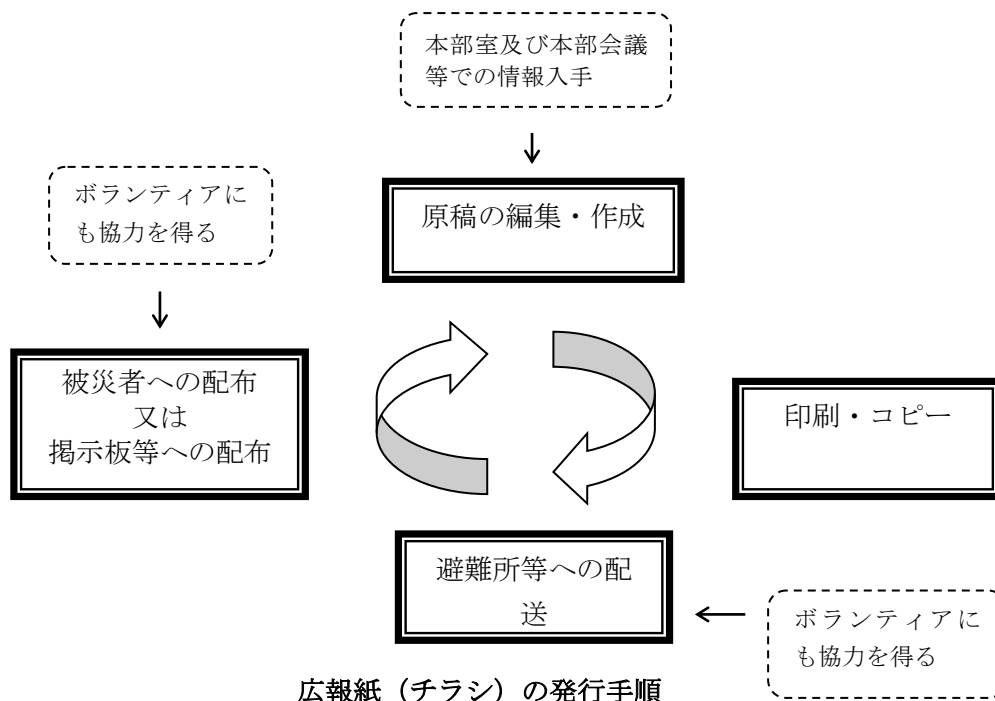 本部室及び本部会議
等での情報入手
原稿の編集・作成
ボランティアに
も協力を得る
被災者への配布
又は
掲示板等への配布
印刷・コピー
避難所等への配
送
ボランティアに
も協力を得る
広報紙（チラシ）の発行手順